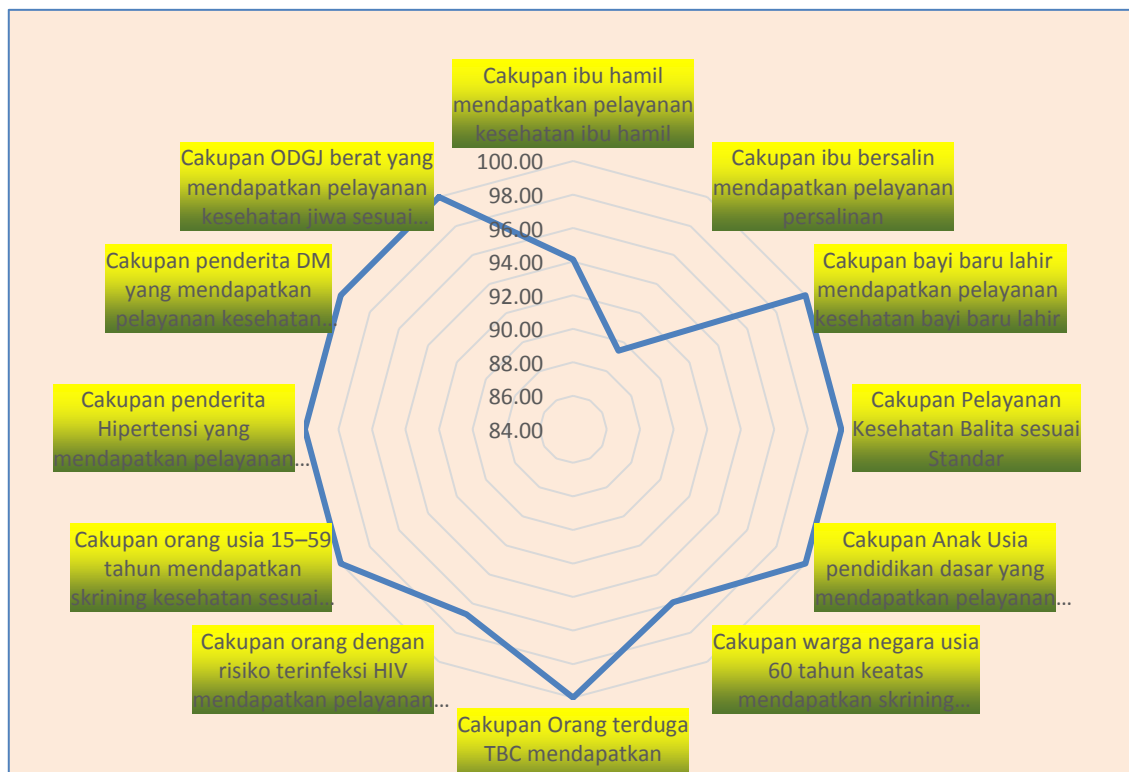 Cakupan ibu hamil
mendapatkan pelayanan
kesehatan ibu hamil
Cakupan ibu bersalin
mendapatkan pelayanan
persalinan
Cakupan bayi baru lahir
mendapatkan pelayanan
kesehatan bayi baru lahir
Cakupan Pelayanan
Kesehatan Balita sesuai
Standar
Cakupan Anak Usia
pendidikan dasar yang
mendapatkan pelayanan…
Cakupan warga negara usia
60 tahun keatas
mendapatkan skrining…
Cakupan Orang terduga
TBC mendapatkan
Cakupan orang dengan
risiko terinfeksi HIV
mendapatkan pelayanan…
Cakupan orang usia 15–59
tahun mendapatkan
skrining kesehatan sesuai…
Cakupan penderita
Hipertensi yang
mendapatkan pelayanan…
Cakupan penderita DM
yang mendapatkan
pelayanan kesehatan…
Cakupan ODGJ berat yang
mendapatkan pelayanan
kesehatan jiwa sesuai…
100.00
98.00
96.00
94.00
92.00
90.00
88.00
86.00
84.00